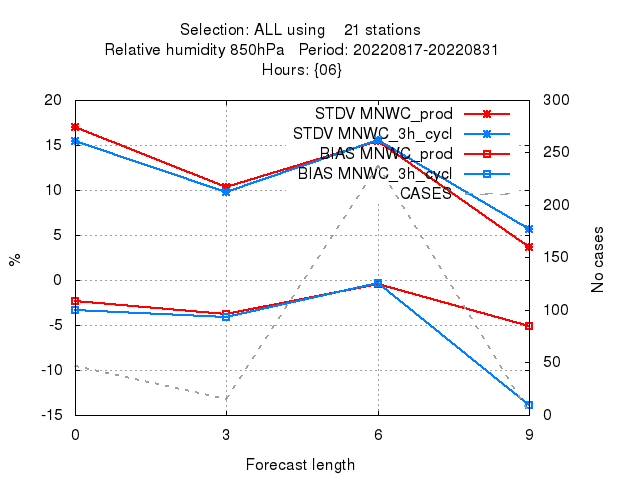 Selection: ALL using    21 stations
Relative humidity 850hPa   Period: 20220817-20220831
Hours: {06}
20 300
STDV MNWC_prod
STDV MNWC_3h_cycl
BIAS MNWC_prod
BIAS MNWC_3h_cycl
CASES
15 250
10 200
5 150
0 100
-5 50
-10 0
-15
%
No cases
0 3 6 9
Forecast length